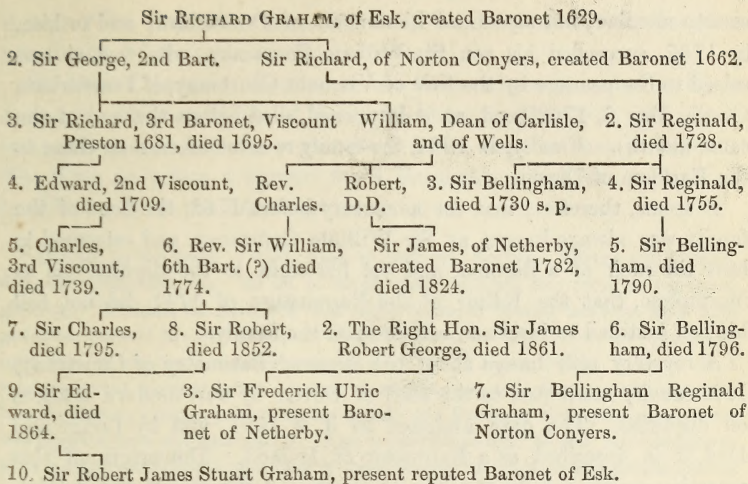 Sir RICHARD GRAHAM, of Esk, created Baronet 1629.
2. Sir George, 2nd Bart. Sir Richard, of Norton Conyers, created Baronet 1662.
3. Sir Richard, 3rd Baronet, Viscount William, Dean of Carlisle, 2. Sir Reginald,
Preston 1681, died 1695. and of Wells. died 1728.
4. Edward, 2nd Viscount, Rev. Robert, 3. Sir Bellingham, 4. Sir Reginald,
died 1709. Charles. D.D. died 1730 s. p. died 1755.
5. Charles, 6. Rev. Sir William, Sir James, of Netherby, 5. Sir Belling-
3rd Viscount, 6th Bart. (?) died created Baronet 1782, ham, died
died 1739. 1774. died 1824. 1790.
7. Sir Charles, 8. Sir Robert, 2. The Right Hon. Sir James 6. Sir Belling-
died 1795. died 1852. Robert George, died 1861. ham, died 1796.
9. Sir Ed- 3. Sir Frederick Ulric 7. Sir Bellingham Reginald
ward, died Graham, present Baro- Graham, present Baronet of
1864. net of Netherby. Norton Conyers.
10. Sir Robert James Stuart Graham, present reputed Baronet of Esk.